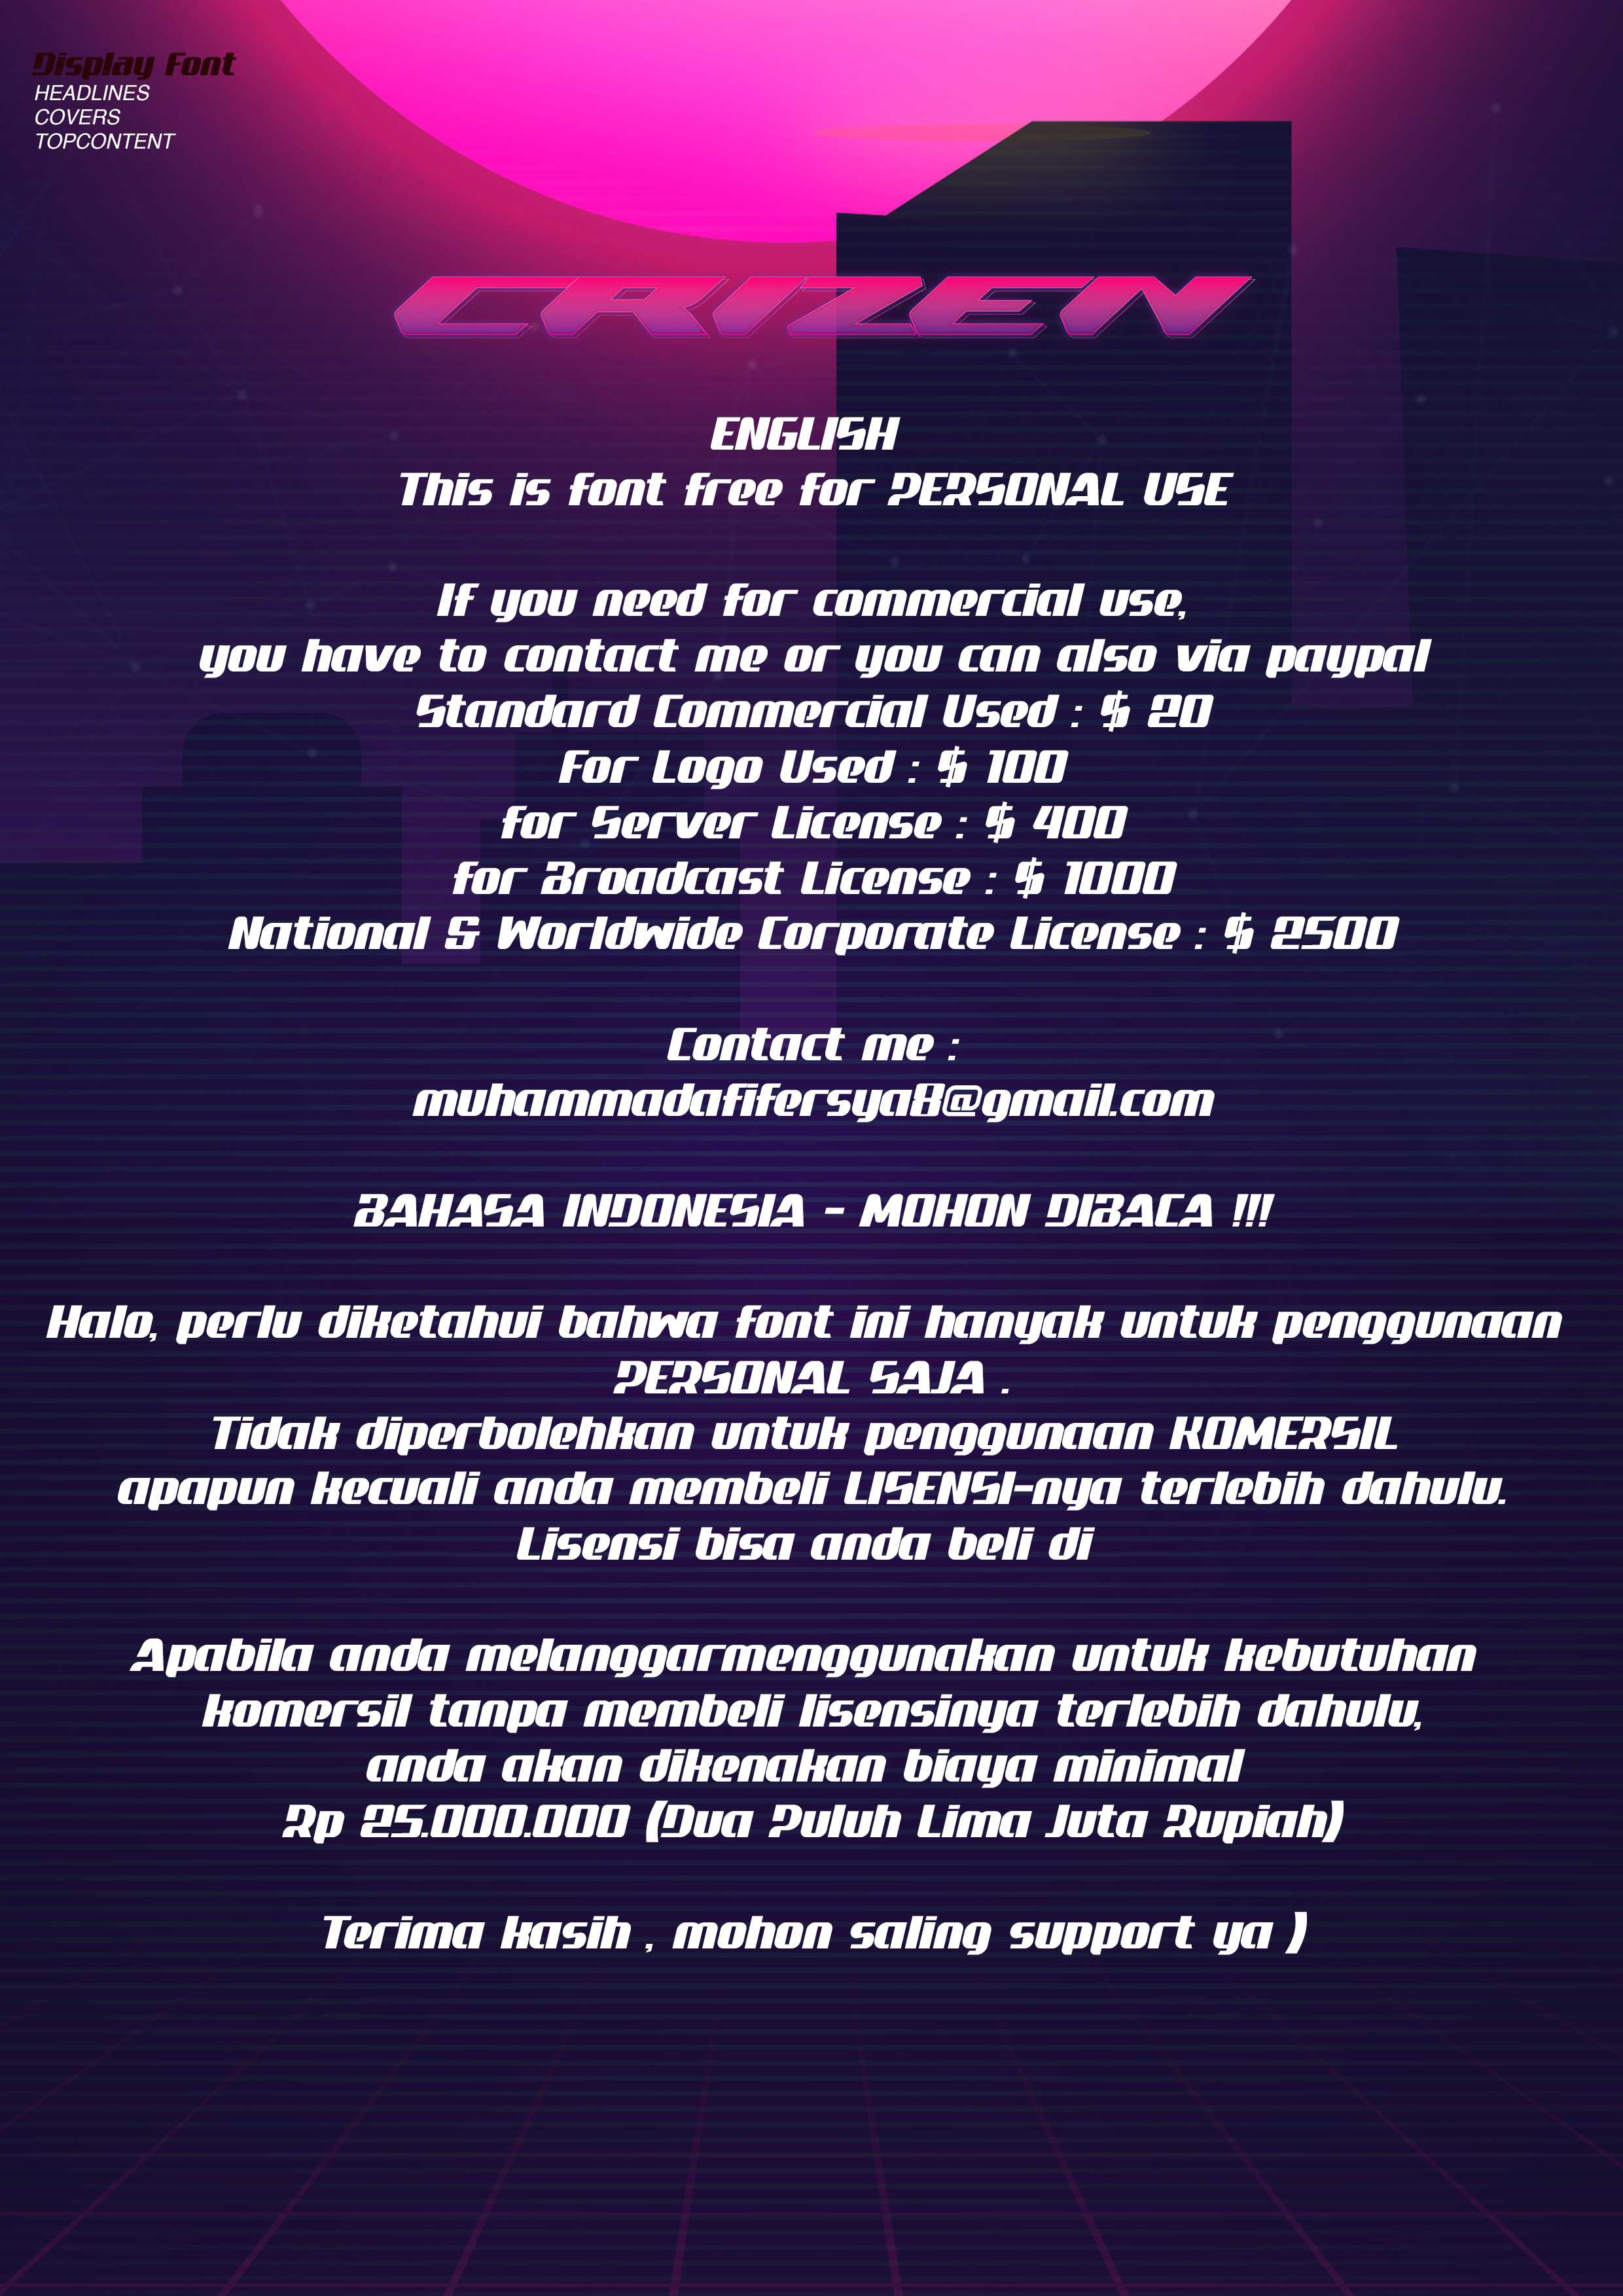 Display Font
HEADLINES
COVERS
TOPCONTENT
CRIZEN
ENGLISH
This is font free for PERSONAL USE
If you need for commercial use,
you have to contact me or you can also via paypal
Standard Commercial Used : $ 20
For Logo Used : $ 100
for Server License : $ 400
for Broadcast License : $ 1000
National & Worldwide Corporate License : $ 2500
Contact me :
muhammadafifersya8@gmail.com
BAHASA INDONESIA - MOHON DIBACA !!!
Halo, perlu diketahui bahwa font ini hanyak untuk penggunaan
PERSONAL SAJA .
Tidak diperbolehkan untuk penggunaan KOMERSIL
apapun kecuali anda membeli LISENSI-nya terlebih dahulu.
Lisensi bisa anda beli di
Apabila anda melanggarmenggunakan untuk kebutuhan
komersil tanpa membeli lisensinya terlebih dahulu,
anda akan dikenakan biaya minimal
Rp 25.000.000 (Dua Puluh Lima Juta Rupiah)
Terima kasih , mohon saling support ya )